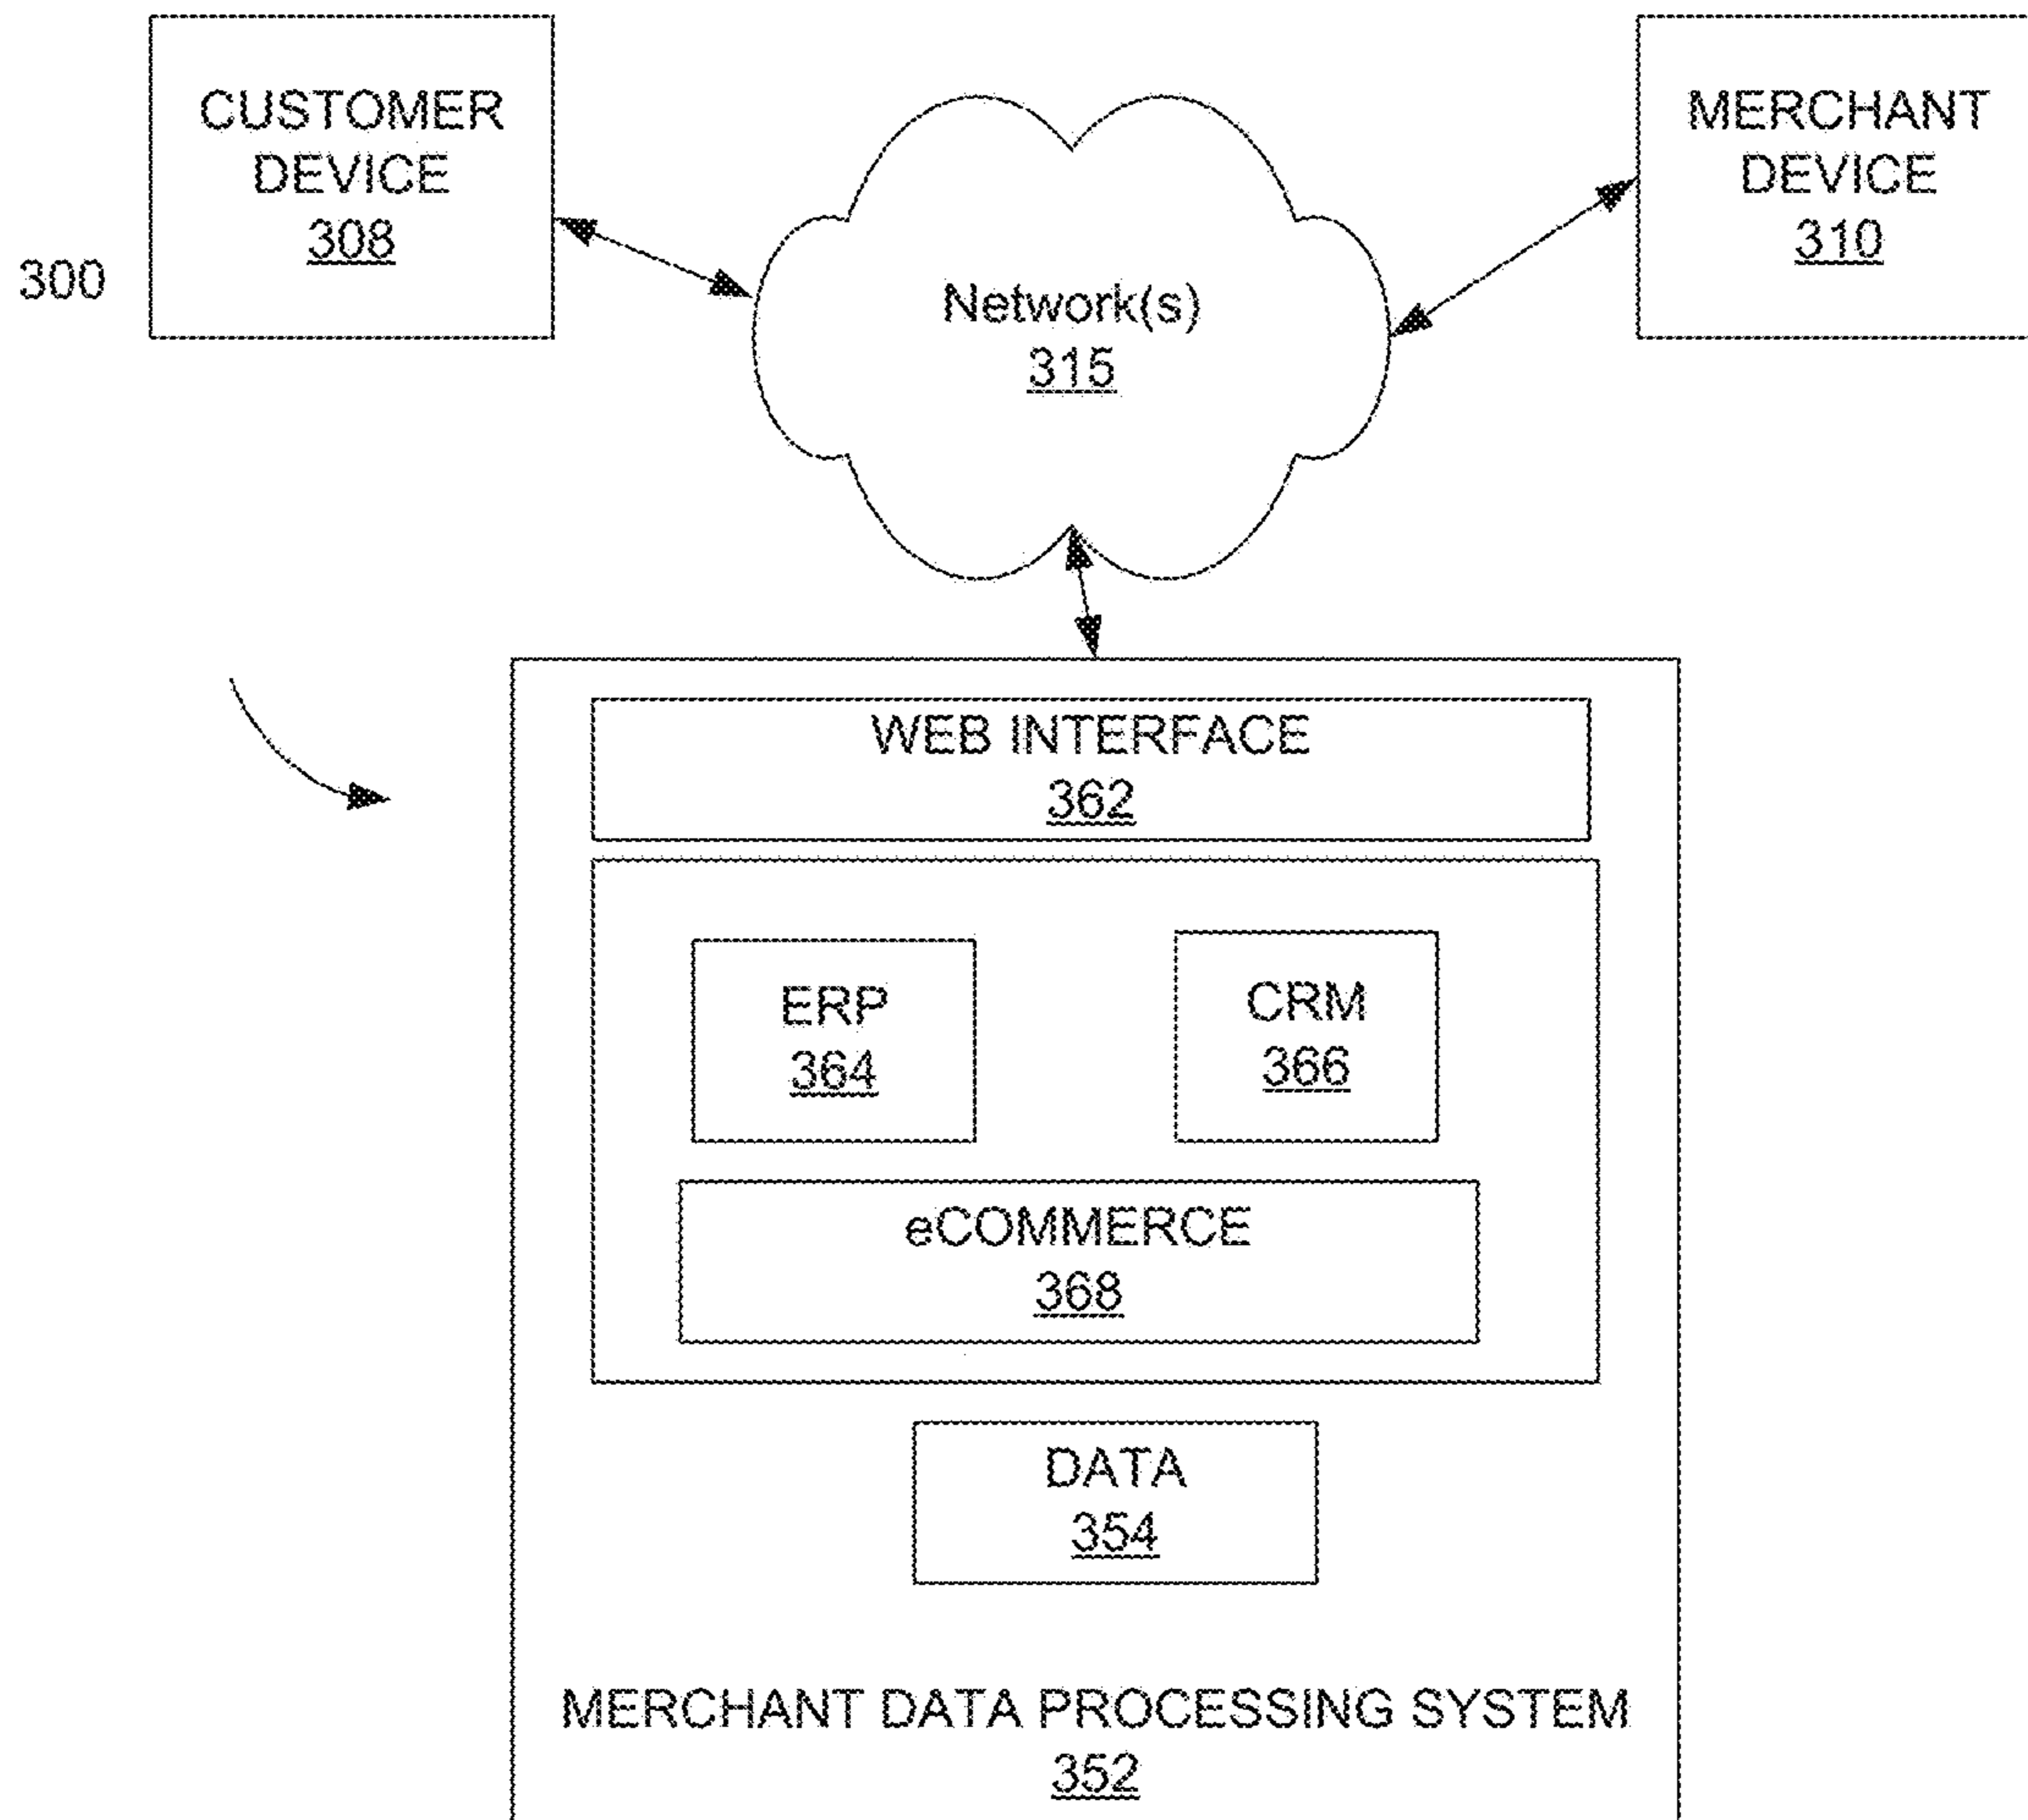 CUSTOMER
DEVICE
308
MERCHANT
DEVICE
310
300
Network(s)
315
WEB INTERFACE
362
ERP
364
CRM
366
eCOMMERCE
368
DATA
354
MERCHANT DATA PROCESSING SYSTEM
352